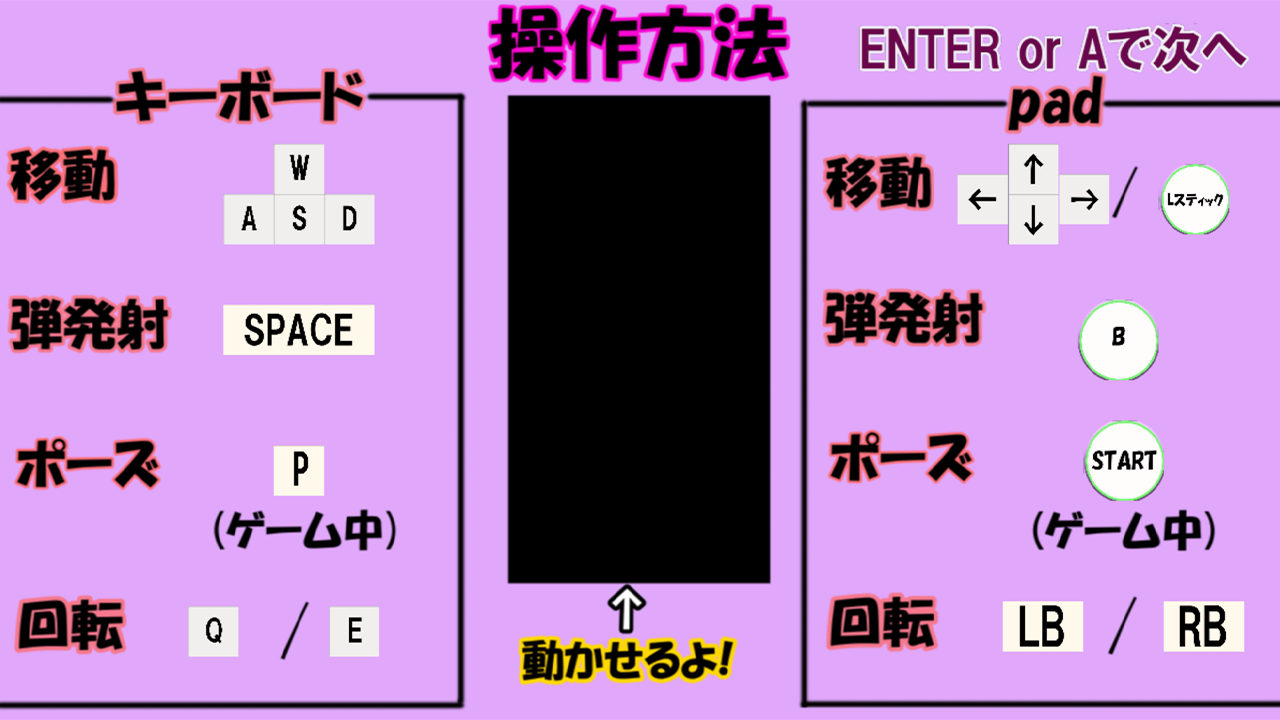 操作方法
ENTER or Aで次へ
キーボード
移動
W
A S D
弾発射
SPACE
ポーズ
P
(ゲーム中)
回転
Q / E
動かせるよ!
pad
移動
↑
← → / Lスティック
↓
弾発射
B
ポーズ
START
(ゲーム中)
回転
LB / RB